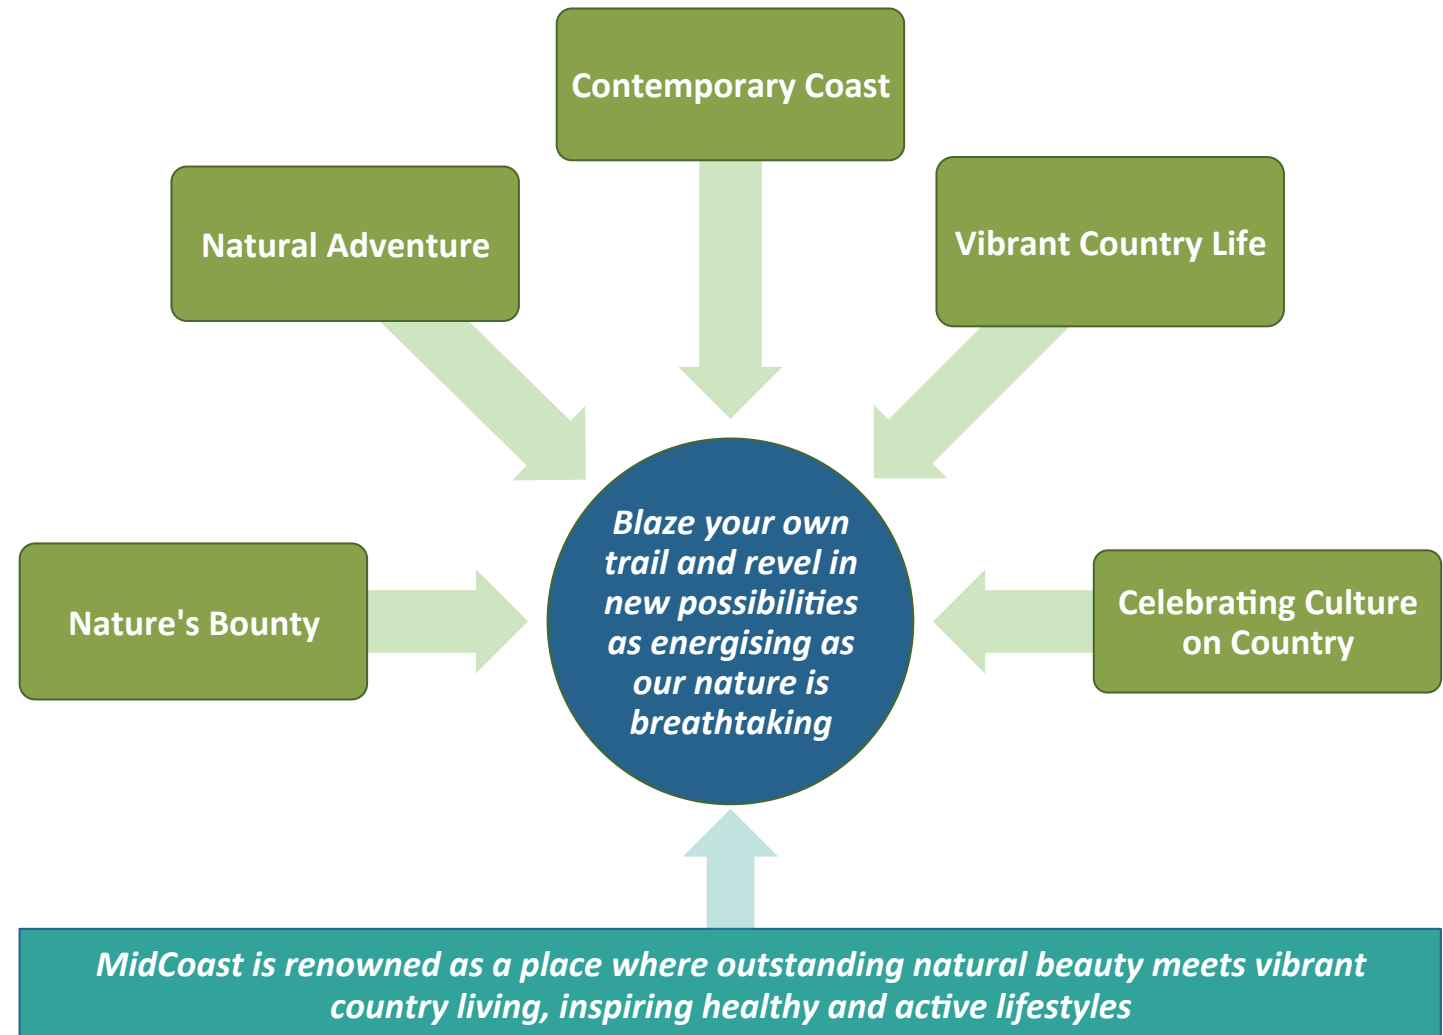 Contemporary Coast
Natural Adventure
Vibrant Country Life
Blaze your own
trail and revel in
new possibilities
as energising as
our nature is
breathtaking
Nature's Bounty
Celebrating Culture
on Country
MidCoast is renowned as a place where outstanding natural beauty meets vibrant
country living, inspiring healthy and active lifestyles